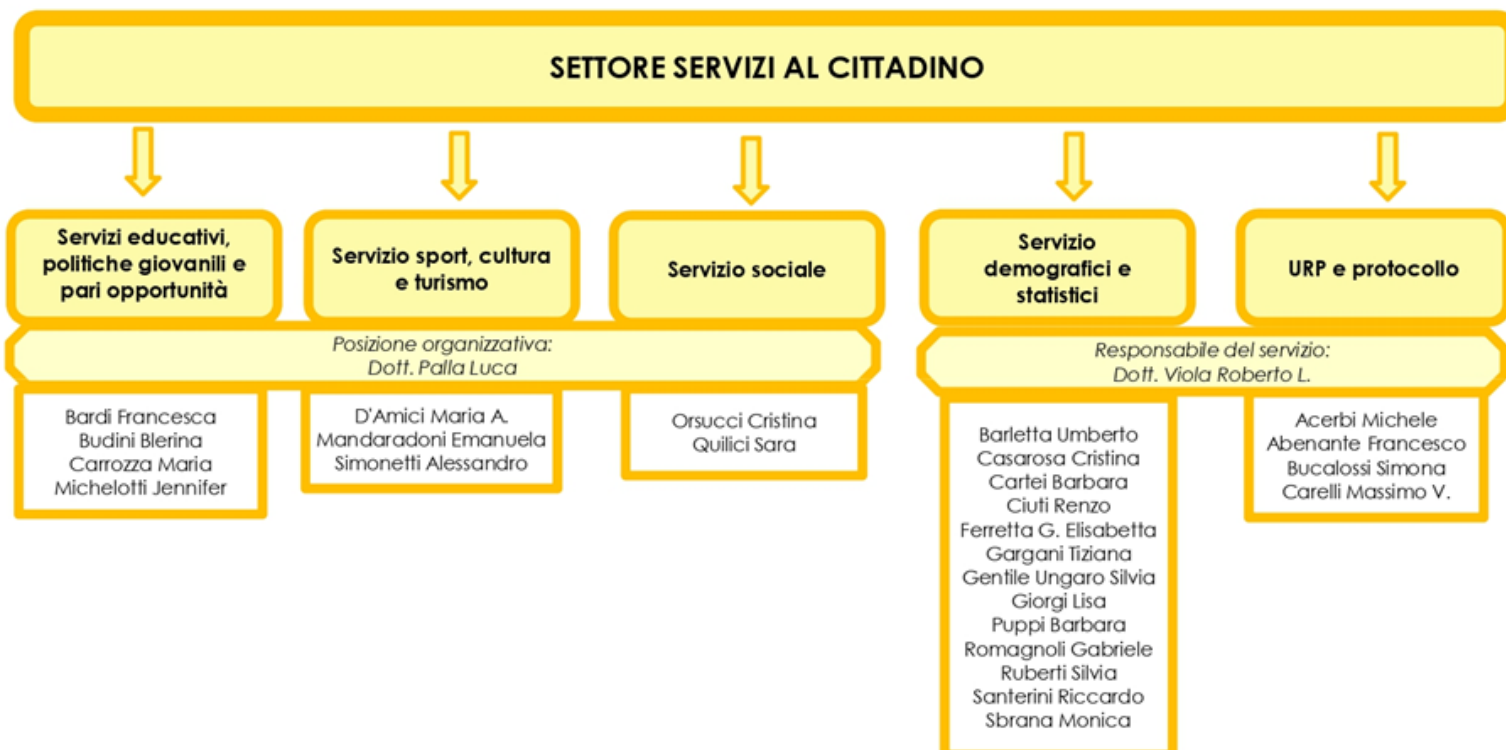 SETTORE SERVIZI AL CITTADINO
Servizi educativi,
politiche giovanili e
pari opportunità
Servizio sport, cultura
e turismo
Servizio sociale
Servizio
demografici e
statistici
URP e protocollo
Posizione organizzativa:
Dott. Palla Luca
Responsabile del servizio:
Dott. Viola Roberto L.
Bardi Francesca
Budini Blerina
Carrozza Maria
Michelotti Jennifer
D'Amici Maria A.
Mandaradoni Emanuela
Simonetti Alessandro
Orsucci Cristina
Quilici Sara
Barletta Umberto
Casarosa Cristina
Cartei Barbara
Ciuti Renzo
Ferretta G. Elisabetta
Gargani Tiziana
Gentile Ungaro Silvia
Giorgi Lisa
Puppi Barbara
Romagnoli Gabriele
Ruberti Silvia
Santerini Riccardo
Sbrana Monica
Acerbi Michele
Abenante Francesco
Bucalossi Simona
Carelli Massimo V.